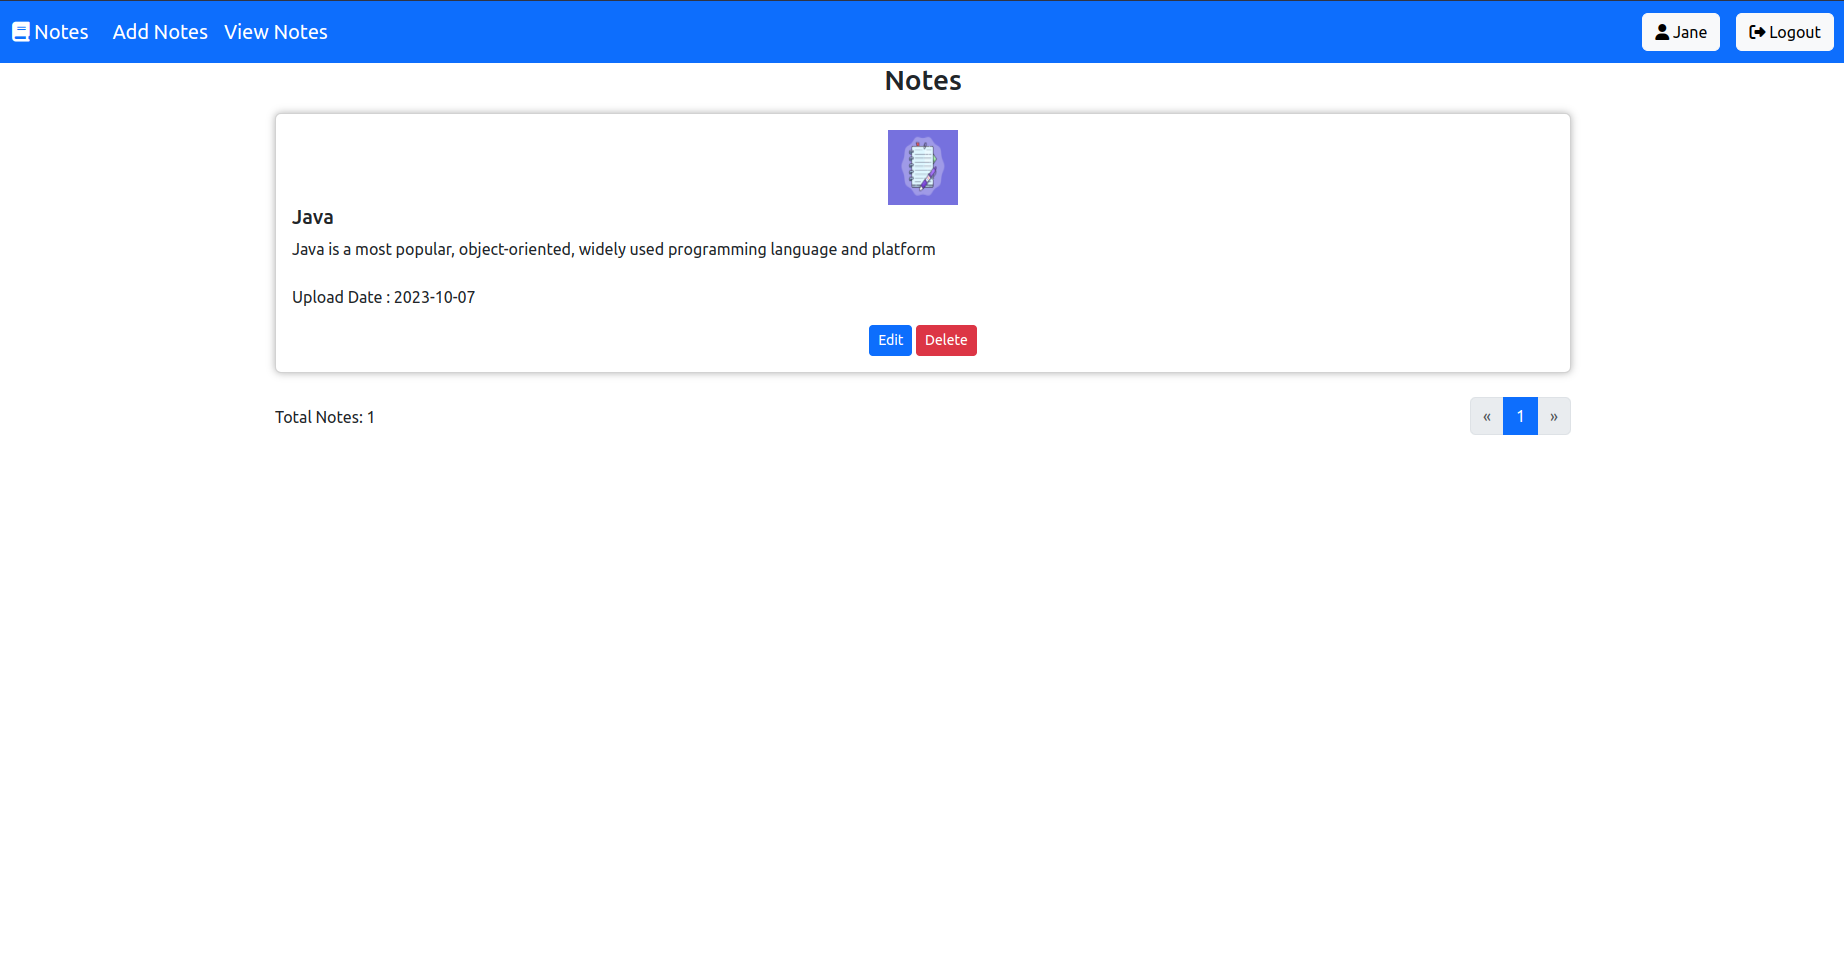 Notes Add Notes View Notes Jane Logout
Notes
Java
Java is a most popular, object-oriented, widely used programming language and platform
Upload Date : 2023-10-07
Edit Delete
Total Notes: 1 « 1 »